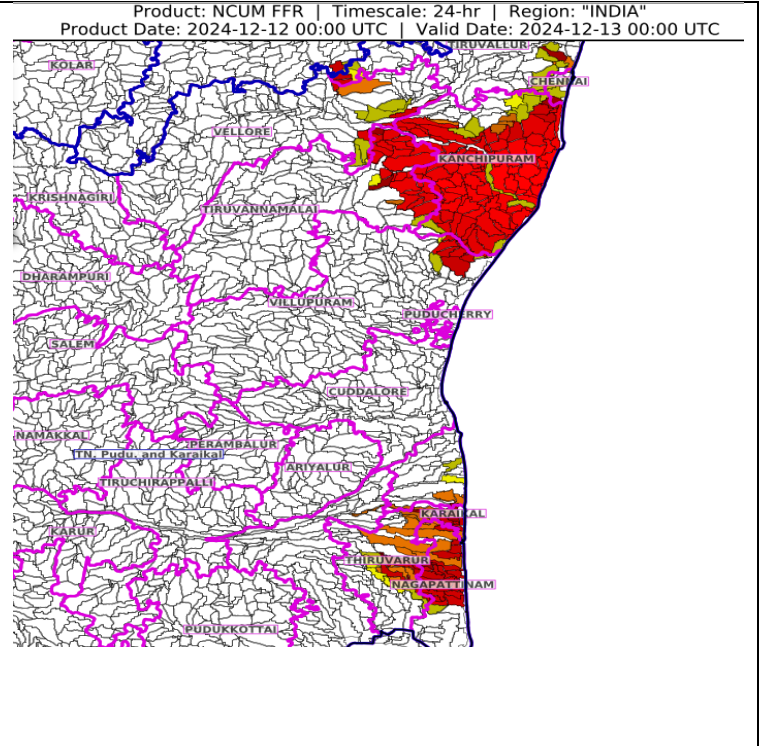 Product: NCUM FFR | Timescale: 24-hr | Region: "INDIA"
Product Date: 2024-12-12 00:00 UTC | Valid Date: 2024-12-13 00:00 UTC
TIRUVALLUR
KOLAR
CHENNAI
VELLORE
KANCHIPURAM
KRISHNAGIRI
TIRUVANNAMALAI
DHARAMPURI
VILLUPURAM
PUDUCHERRY
SALEM
CUDDALORE
NAMAKKAL
PERAMBALUR
TN, Pudu. and Karaikal
ARIYALUR
TIRUCHIRAPPALLI
KARAIKAL
KARUR
THIRUVARUR
NAGAPATTINAM
PUDUKKOTTAI